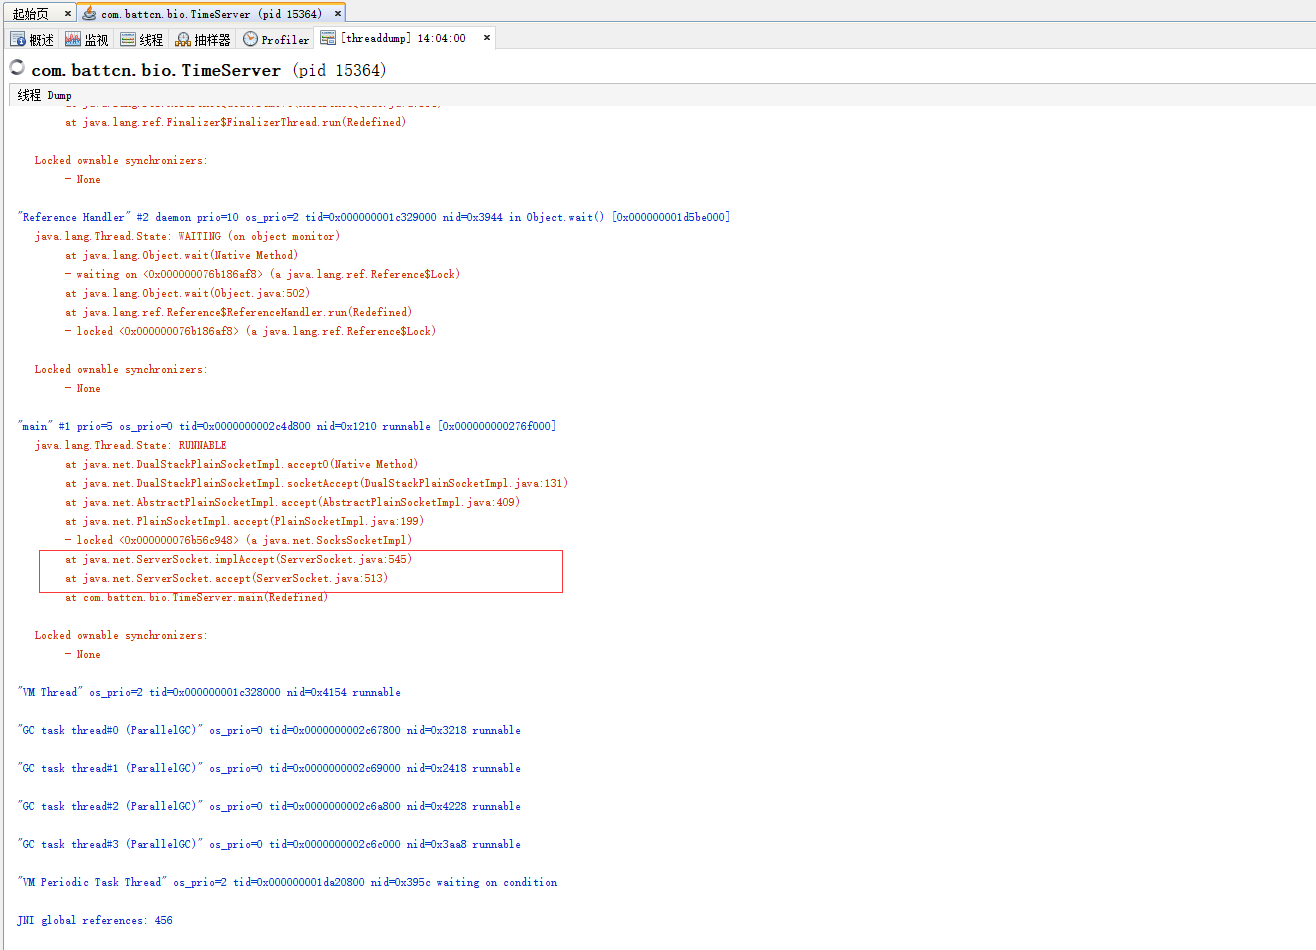 起始页 × com.battcn.bio.TimeServer (pid 15364) ×
概述 监视 线程 抽样器 Profiler [threaddump] 14:04:00 ×
com.battcn.bio.TimeServer (pid 15364)
线程 Dump
at java.lang.ref.Finalizer$FinalizerThread.run(Redefined)
Locked ownable synchronizers:
- None
"Reference Handler" #2 daemon prio=10 os_prio=2 tid=0x000000001c329000 nid=0x3944 in Object.wait() [0x000000001d5be000]
java.lang.Thread.State: WAITING (on object monitor)
at java.lang.Object.wait(Native Method)
- waiting on <0x000000076b186af8> (a java.lang.ref.Reference$Lock)
at java.lang.Object.wait(Object.java:502)
at java.lang.ref.Reference$ReferenceHandler.run(Redefined)
- locked <0x000000076b186af8> (a java.lang.ref.Reference$Lock)
Locked ownable synchronizers:
- None
"main" #1 prio=5 os_prio=0 tid=0x0000000002c4d800 nid=0x1210 runnable [0x000000000276f000]
java.lang.Thread.State: RUNNABLE
at java.net.DualStackPlainSocketImpl.accept0(Native Method)
at java.net.DualStackPlainSocketImpl.socketAccept(DualStackPlainSocketImpl.java:131)
at java.net.AbstractPlainSocketImpl.accept(AbstractPlainSocketImpl.java:409)
at java.net.PlainSocketImpl.accept(PlainSocketImpl.java:199)
- locked <0x000000076b56c948> (a java.net.SocksSocketImpl)
at java.net.ServerSocket.implAccept(ServerSocket.java:545)
at java.net.ServerSocket.accept(ServerSocket.java:513)
at com.battcn.bio.TimeServer.main(Redefined)
Locked ownable synchronizers:
- None
"VM Thread" os_prio=2 tid=0x000000001c328000 nid=0x4154 runnable
"GC task thread#0 (ParallelGC)" os_prio=0 tid=0x0000000002c67800 nid=0x3218 runnable
"GC task thread#1 (ParallelGC)" os_prio=0 tid=0x0000000002c69000 nid=0x2418 runnable
"GC task thread#2 (ParallelGC)" os_prio=0 tid=0x0000000002c6a800 nid=0x4228 runnable
"GC task thread#3 (ParallelGC)" os_prio=0 tid=0x0000000002c6c000 nid=0x3aa8 runnable
"VM Periodic Task Thread" os_prio=2 tid=0x000000001da20800 nid=0x395c waiting on condition
JNI global references: 456